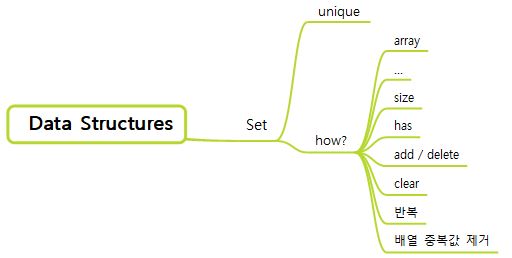 Data Structures
Set
unique
how?
array
...
size
has
add / delete
clear
반복
배열 중복값 제거